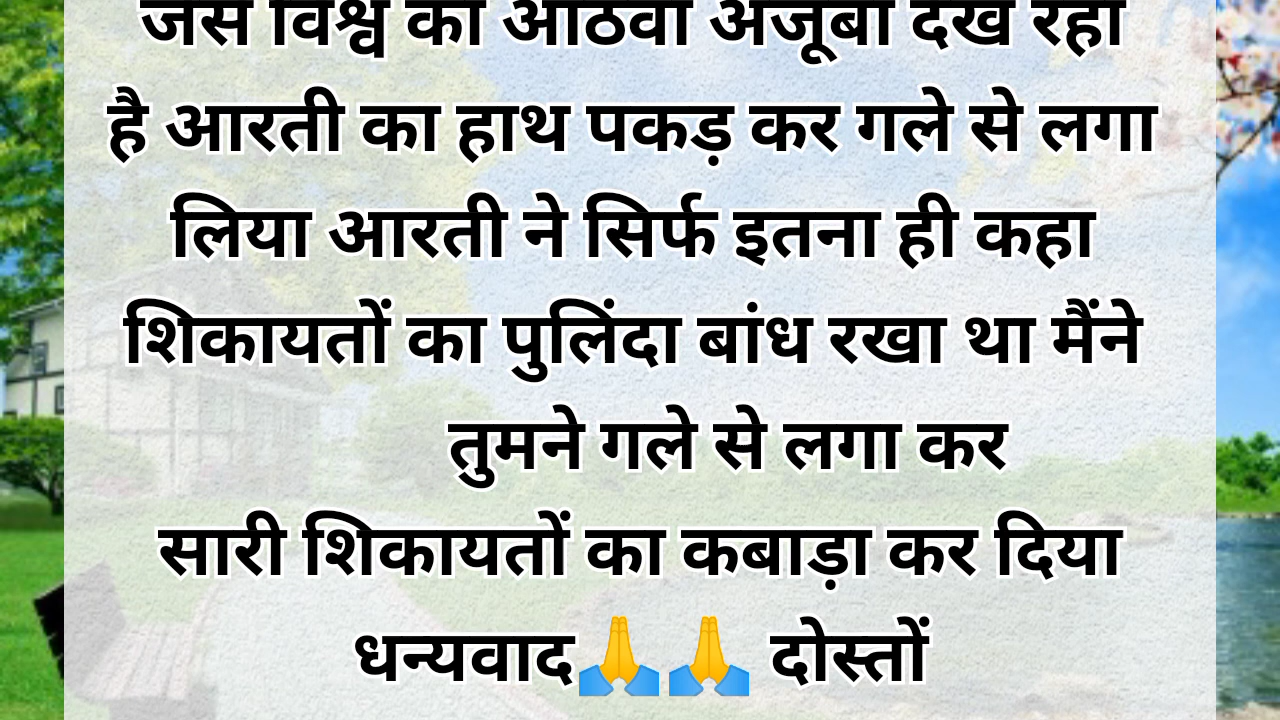 जैसे विश्व का आठवां अजूबा देख रहा
है आरती का हाथ पकड़ कर गले से लगा
लिया आरती ने सिर्फ इतना ही कहा
शिकायतों का पुलिंदा बांध रखा था मैंने
तुमने गले से लगा कर
सारी शिकायतों का कबाड़ा कर दिया
धन्यवाद🙏🙏 दोस्तों